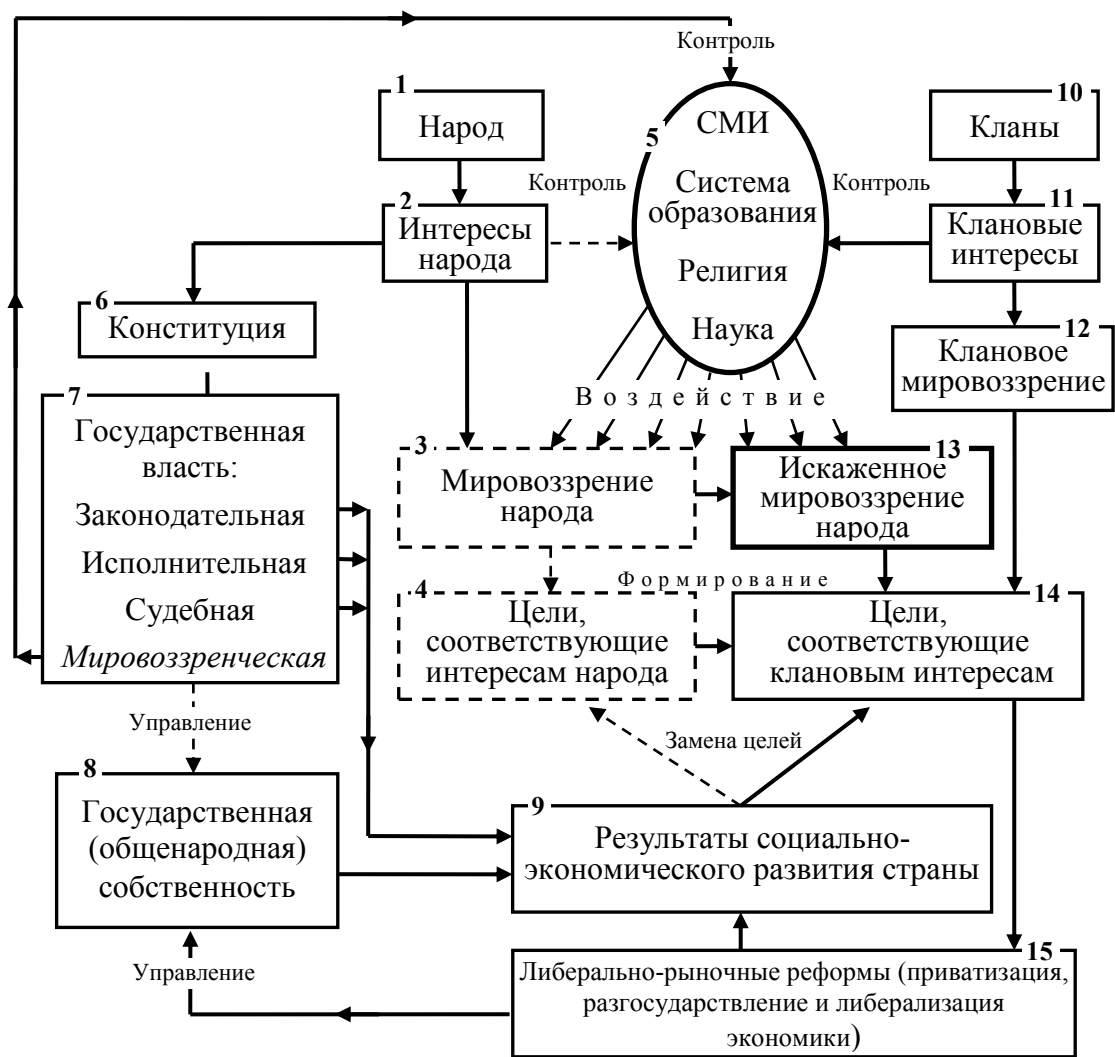 Контроль
1
Народ
10
Кланы
5
СМИ
Система
образования
Религия
Наука
Контроль
Контроль
2
Интересы
народа
11
Клановые
интересы
6
Конституция
12
Клановое
мировоззрение
7
Государственная
власть:
Законодательная
Исполнительная
Судебная
Мировоззренческая
Воздействие
3
Мировоззрение
народа
13
Искаженное
мировоззрение
народа
Формирование
4
Цели,
соответствующие
интересам народа
14
Цели,
соответствующие
клановым интересам
Управление
Замена целей
8
Государственная
(общенародная)
собственность
9
Результаты социально-
экономического развития страны
Управление
15
Либерально-рыночные реформы (приватизация,
разгосударствление и либерализация
экономики)